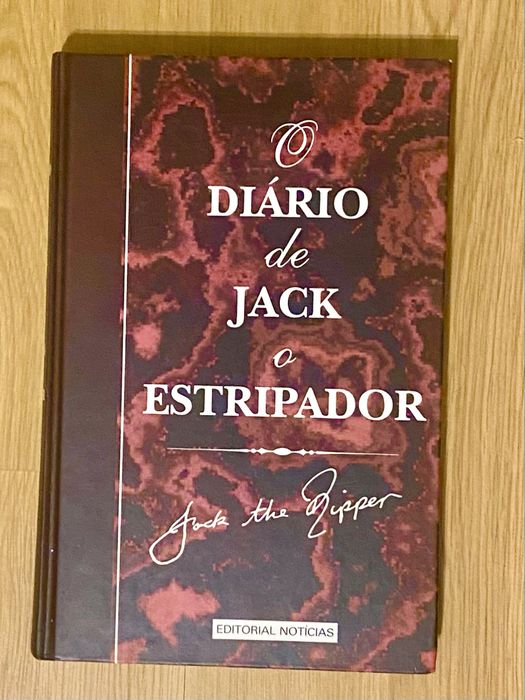 O
DIÁRIO
de
JACK
o
ESTRIPADOR
Jack the Ripper
EDITORIAL NOTÍCIAS